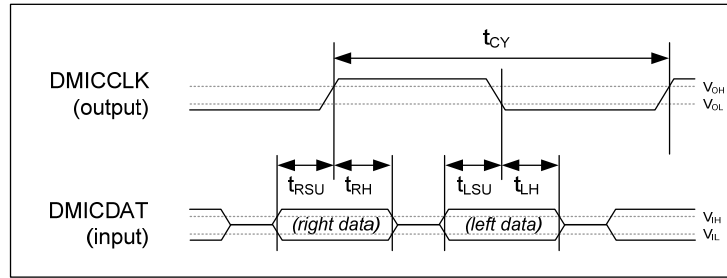 tCY
DMICCLK
(output)
VOH
VOL
tRSU
tRH
tLSU
tLH
DMICDAT
(input)
(right data)
(left data)
VIH
VIL